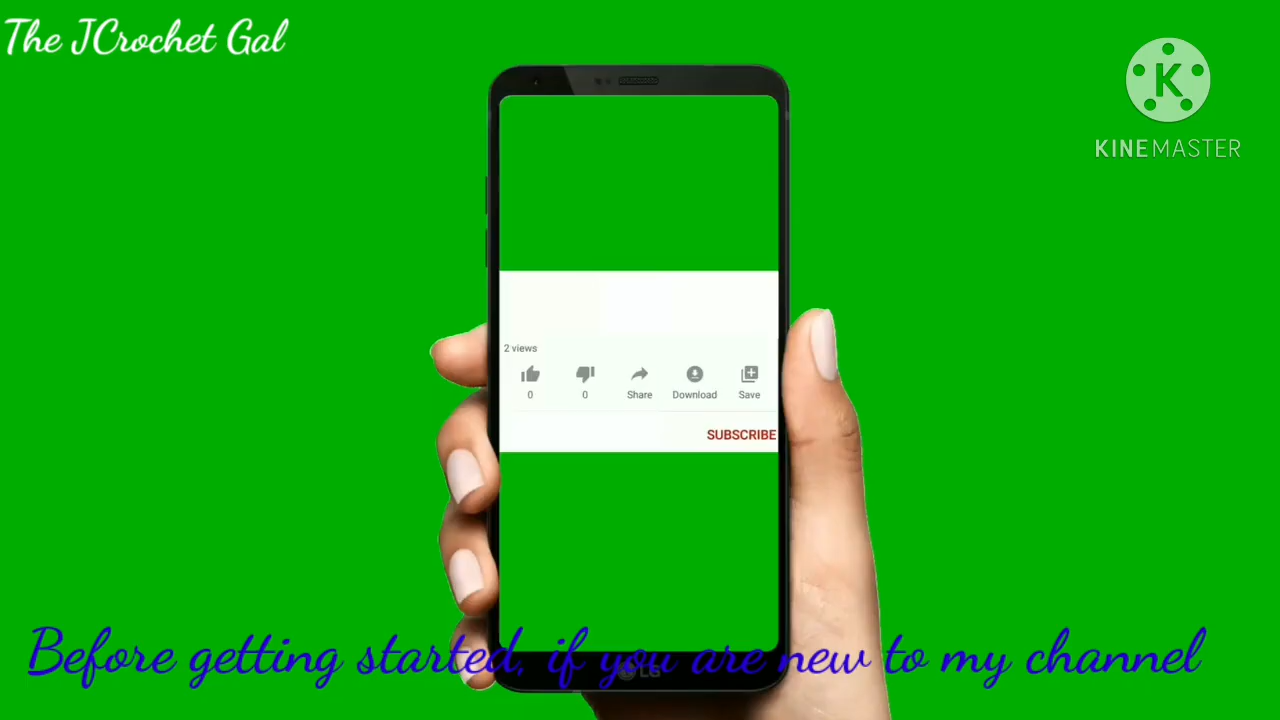 The JCrochet Gal
K
KINEMASTER
2 views
0 0 Share Download Save
SUBSCRIBE
Before getting started, if you are new to my channel
LG